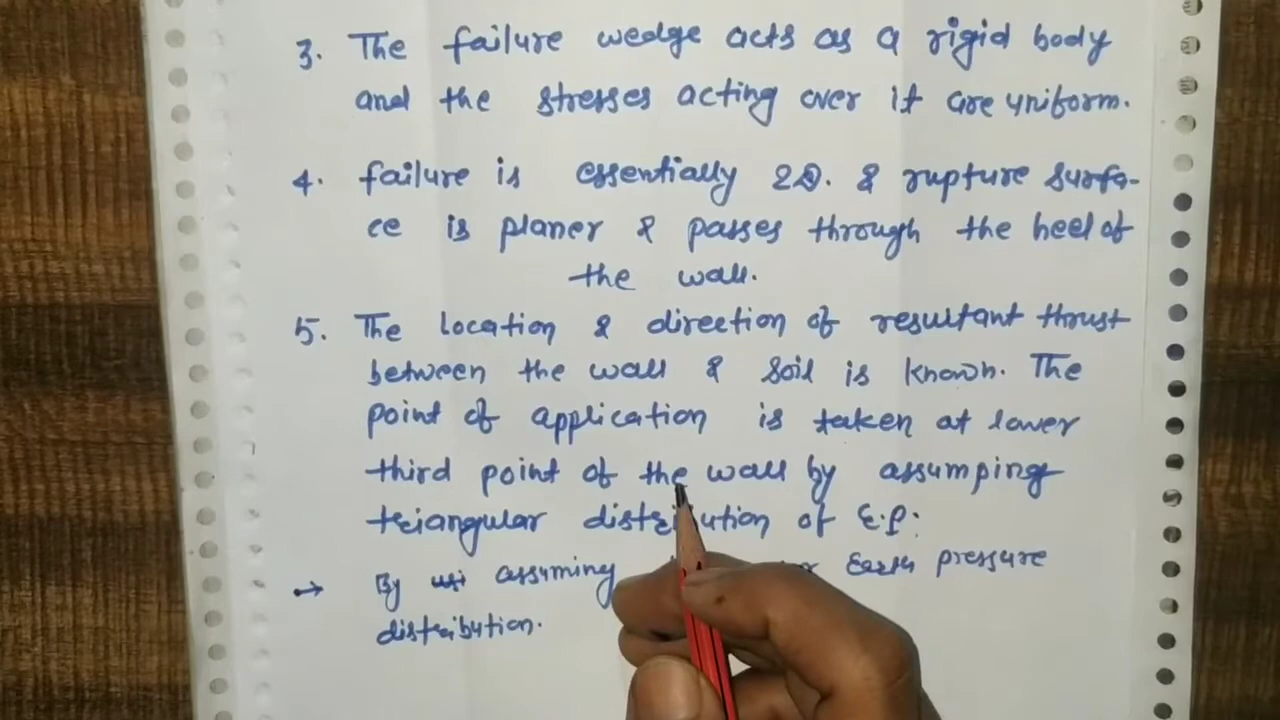 3. The failure wedge acts as a rigid body
and the stresses acting over it are uniform.
4. failure is essentially 2D. & rupture surfa-
ce is planer & passes through the heel of
the wall.
5. The location & direction of resultant thrust
between the wall & soil is known. The
point of application is taken at lower
third point of the wall by assumping
triangular distribution of E.P.
→ By assuming Earth pressure
distribution.